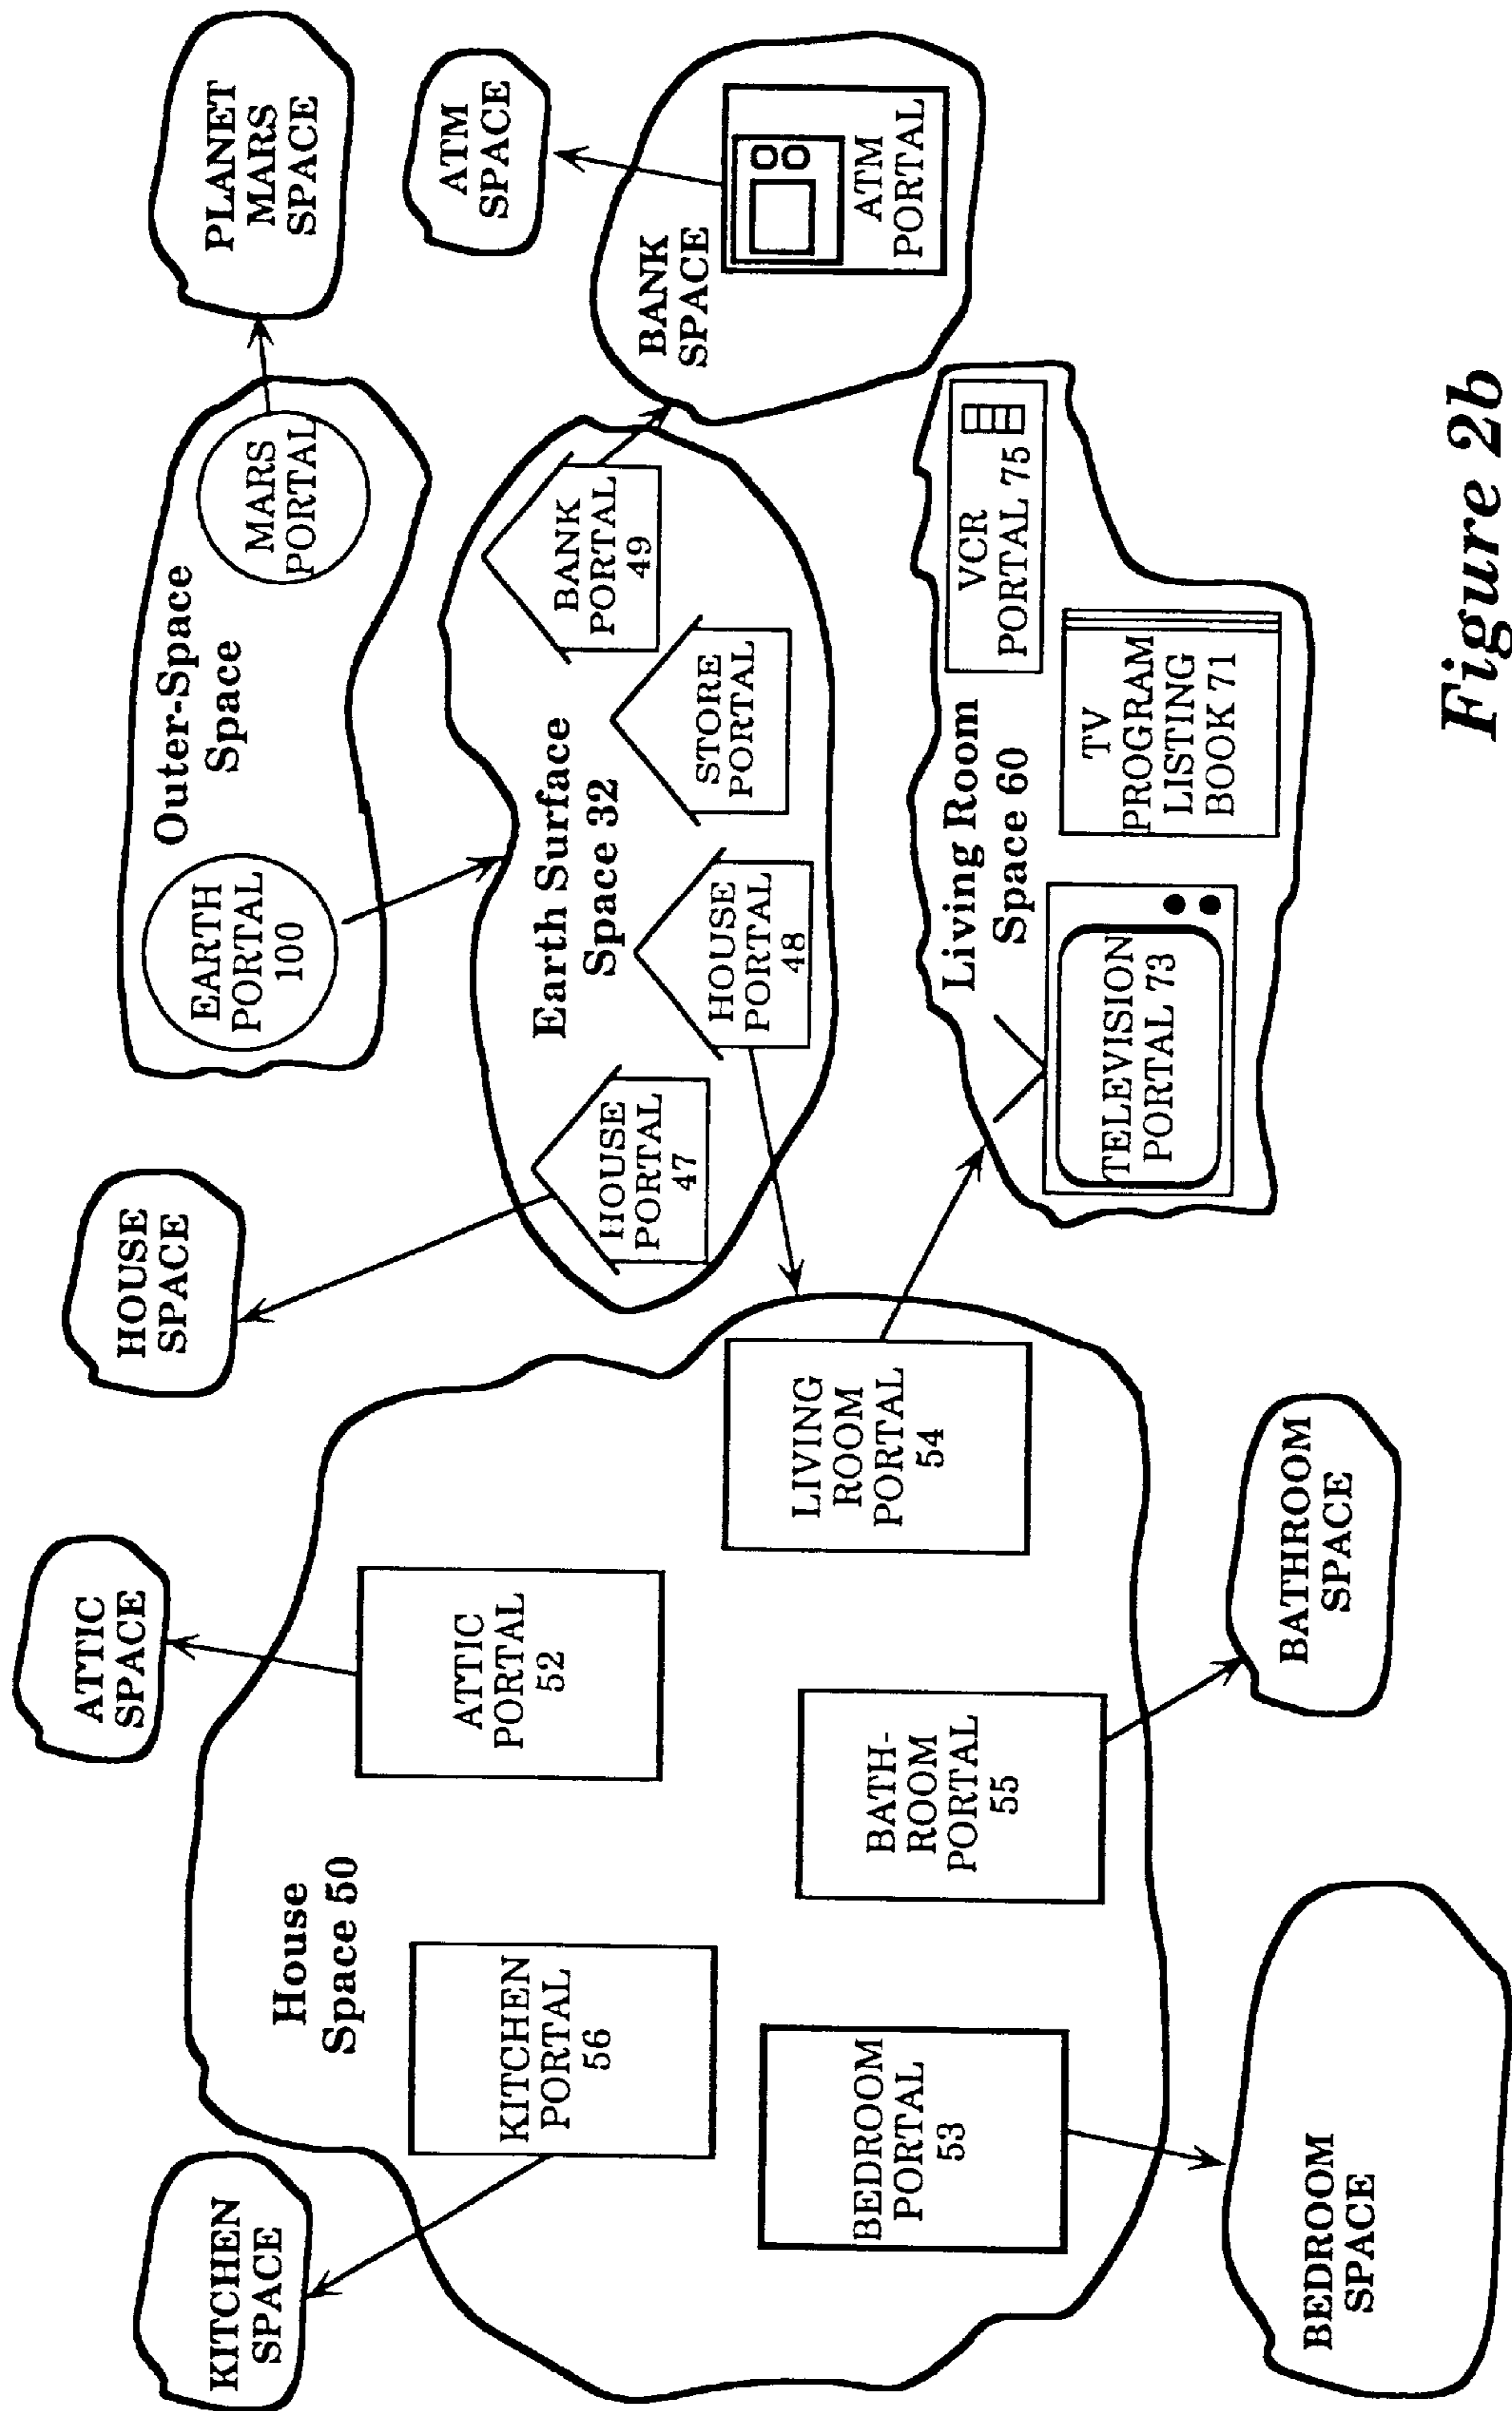 KITCHEN
SPACE
ATTIC
SPACE
HOUSE
SPACE
Outer-Space
Space
EARTH
PORTAL
100
MARS
PORTAL
PLANET
MARS
SPACE
House
Space 50
KITCHEN
PORTAL
56
ATTIC
PORTAL
52
BEDROOM
PORTAL
53
BATH-
ROOM
PORTAL
55
LIVING
ROOM
PORTAL
54
Earth Surface
Space 32
HOUSE
PORTAL
47
HOUSE
PORTAL
48
STORE
PORTAL
BANK
PORTAL
49
ATM
SPACE
BANK
SPACE
ATM
PORTAL
Living Room
Space 60
TELEVISION
PORTAL 73
TV
PROGRAM
LISTING
BOOK 71
VCR
PORTAL 75
BEDROOM
SPACE
BATHROOM
SPACE
Figure 2b